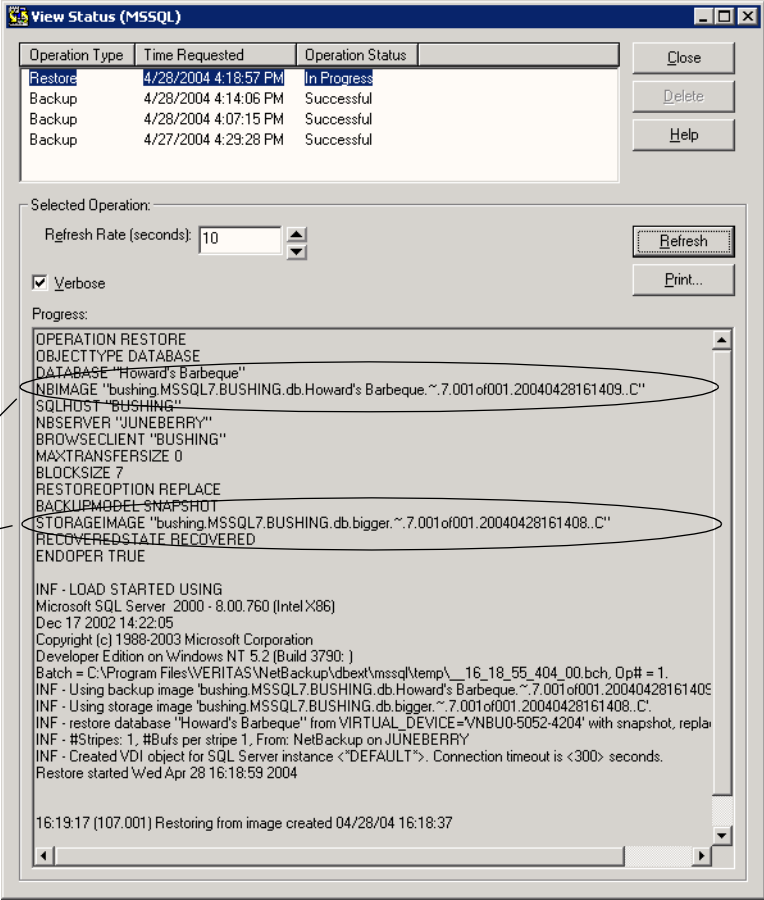 View Status (MSSQL)
Operation Type Time Requested Operation Status
Restore 4/28/2004 4:18:57 PM In Progress
Backup 4/28/2004 4:14:06 PM Successful
Backup 4/28/2004 4:07:15 PM Successful
Backup 4/27/2004 4:29:28 PM Successful
Close
Delete
Help
Selected Operation:
Refresh Rate (seconds): 10
Refresh
Verbose
Print...
Progress:
OPERATION RESTORE
OBJECTTYPE DATABASE
DATABASE "Howard's Barbeque"
NBIMAGE "bushing.MSSQL7.BUSHING.db.Howard's Barbeque.~.7.001of001.20040428161409..C"
SQLHOST "BUSHING"
NBSERVER "JUNEBERRY"
BROWSECLIENT "BUSHING"
MAXTRANSFERSIZE 0
BLOCKSIZE 7
RESTOREOPTION REPLACE
BACKUPMODEL SNAPSHOT
STORAGEIMAGE "bushing.MSSQL7.BUSHING.db.bigger.~.7.001of001.20040428161408..C"
RECOVEREDSTATE RECOVERED
ENDOPER TRUE
INF - LOAD STARTED USING
Microsoft SQL Server 2000 - 8.00.760 (Intel X86)
Dec 17 2002 14:22:05
Copyright (c) 1988-2003 Microsoft Corporation
Developer Edition on Windows NT 5.2 (Build 3790: )
Batch = C:\Program Files\VERITAS\NetBackup\dbext\mssql\temp\__16_18_55_404_00.bch, Op# = 1.
INF - Using backup image 'bushing.MSSQL7.BUSHING.db.Howard's Barbeque.~.7.001of001.20040428161409
INF - Using storage image 'bushing.MSSQL7.BUSHING.db.bigger.~.7.001of001.20040428161408..C'.
INF - restore database "Howard's Barbeque" from VIRTUAL_DEVICE='VNBU0-5052-4204' with snapshot, repla
INF - #Stripes: 1, #Bufs per stripe 1, From: NetBackup on JUNEBERRY
INF - Created VDI object for SQL Server instance <"DEFAULT">. Connection timeout is <300> seconds.
Restore started Wed Apr 28 16:18:59 2004
16:19:17 (107.001) Restoring from image created 04/28/04 16:18:37